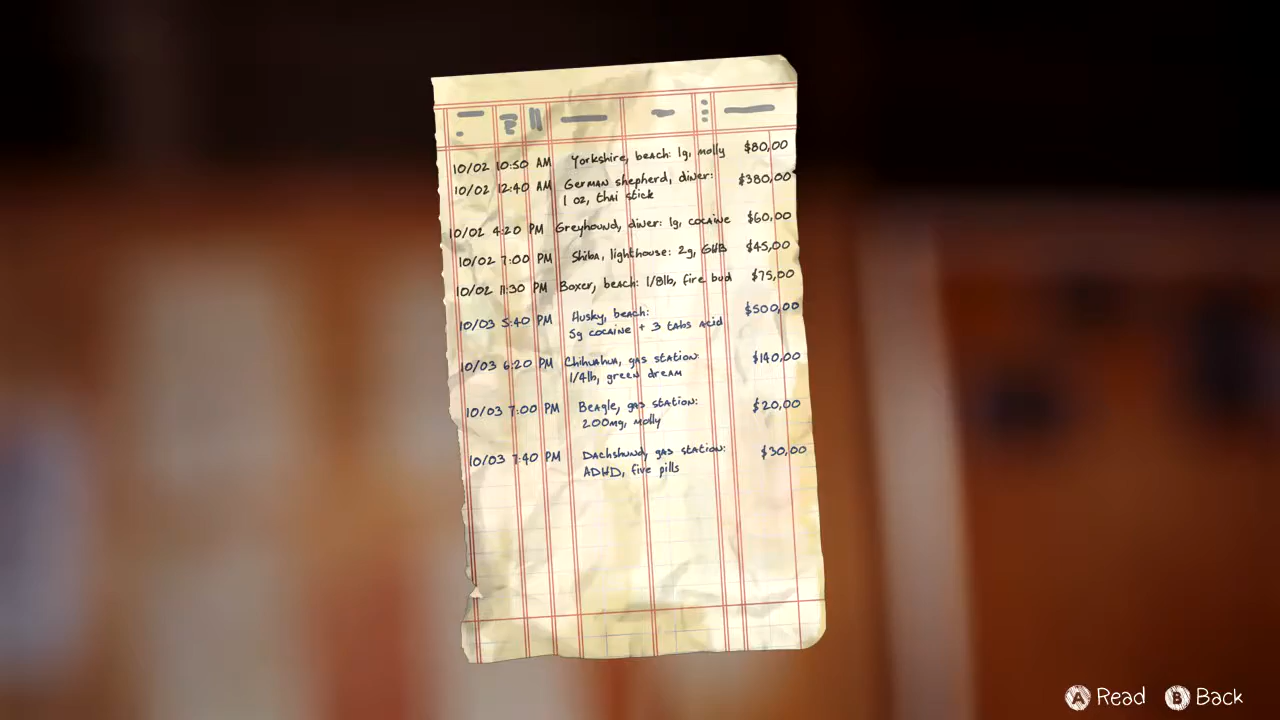 10/02 10:50 AM Yorkshire, beach: 1g, molly $80,00
10/02 12:40 AM German shepherd, diner: $380,00
1 oz, thai stick
10/02 4:20 PM Greyhound, diner: 1g, cocaine $60,00
10/02 7:00 PM Shiba, lighthouse: 2g, GHB $45,00
10/02 11:30 PM Boxer, beach: 1/8lb, fire bud $75,00
10/03 5:40 PM Husky, beach: $500,00
5g cocaine + 3 tabs acid
10/03 6:20 PM Chihuahua, gas station: $140,00
1/4lb, green dream
10/03 7:00 PM Beagle, gas station: $20,00
200mg, molly
10/03 7:40 PM Dachshund, gas station: $30,00
ADHD, five pills
A Read B Back